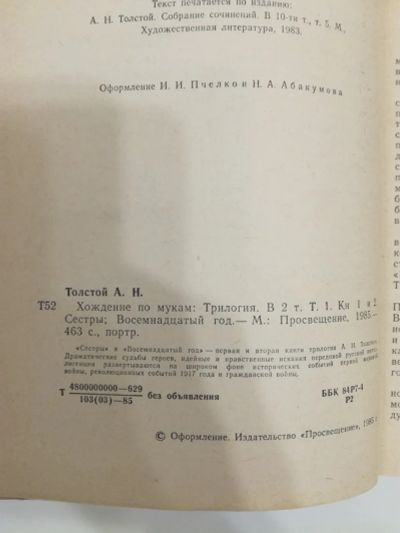 Текст печатается по изданию:
А. Н. Толстой. Собрание сочинений. В 10-ти т., т. 5. М.,
Художественная литература, 1983.
Оформление И. И. Пчелко и Н. А. Абакумова
Толстой А. Н.
Т52 Хождение по мукам: Трилогия. В 2 т. Т. 1. Кн 1 и 2
Сестры; Восемнадцатый год.— М.: Просвещение, 1985.—
463 с., портр.
«Сестры» и «Восемнадцатый год» — первая и вторая книги трилогии А. Н. Толстого.
Драматические судьбы героев, идейные и нравственные искания передовой русской
лигенции развертываются на широком фоне исторических событий первой
войны, революционных событий 1917 года и гражданской войны.
Т 4800000000—629
103(03)—85 без объявления
ББК 84Р7-4
Р2
© Оформление. Издательство «Просвещение», 1985 г.